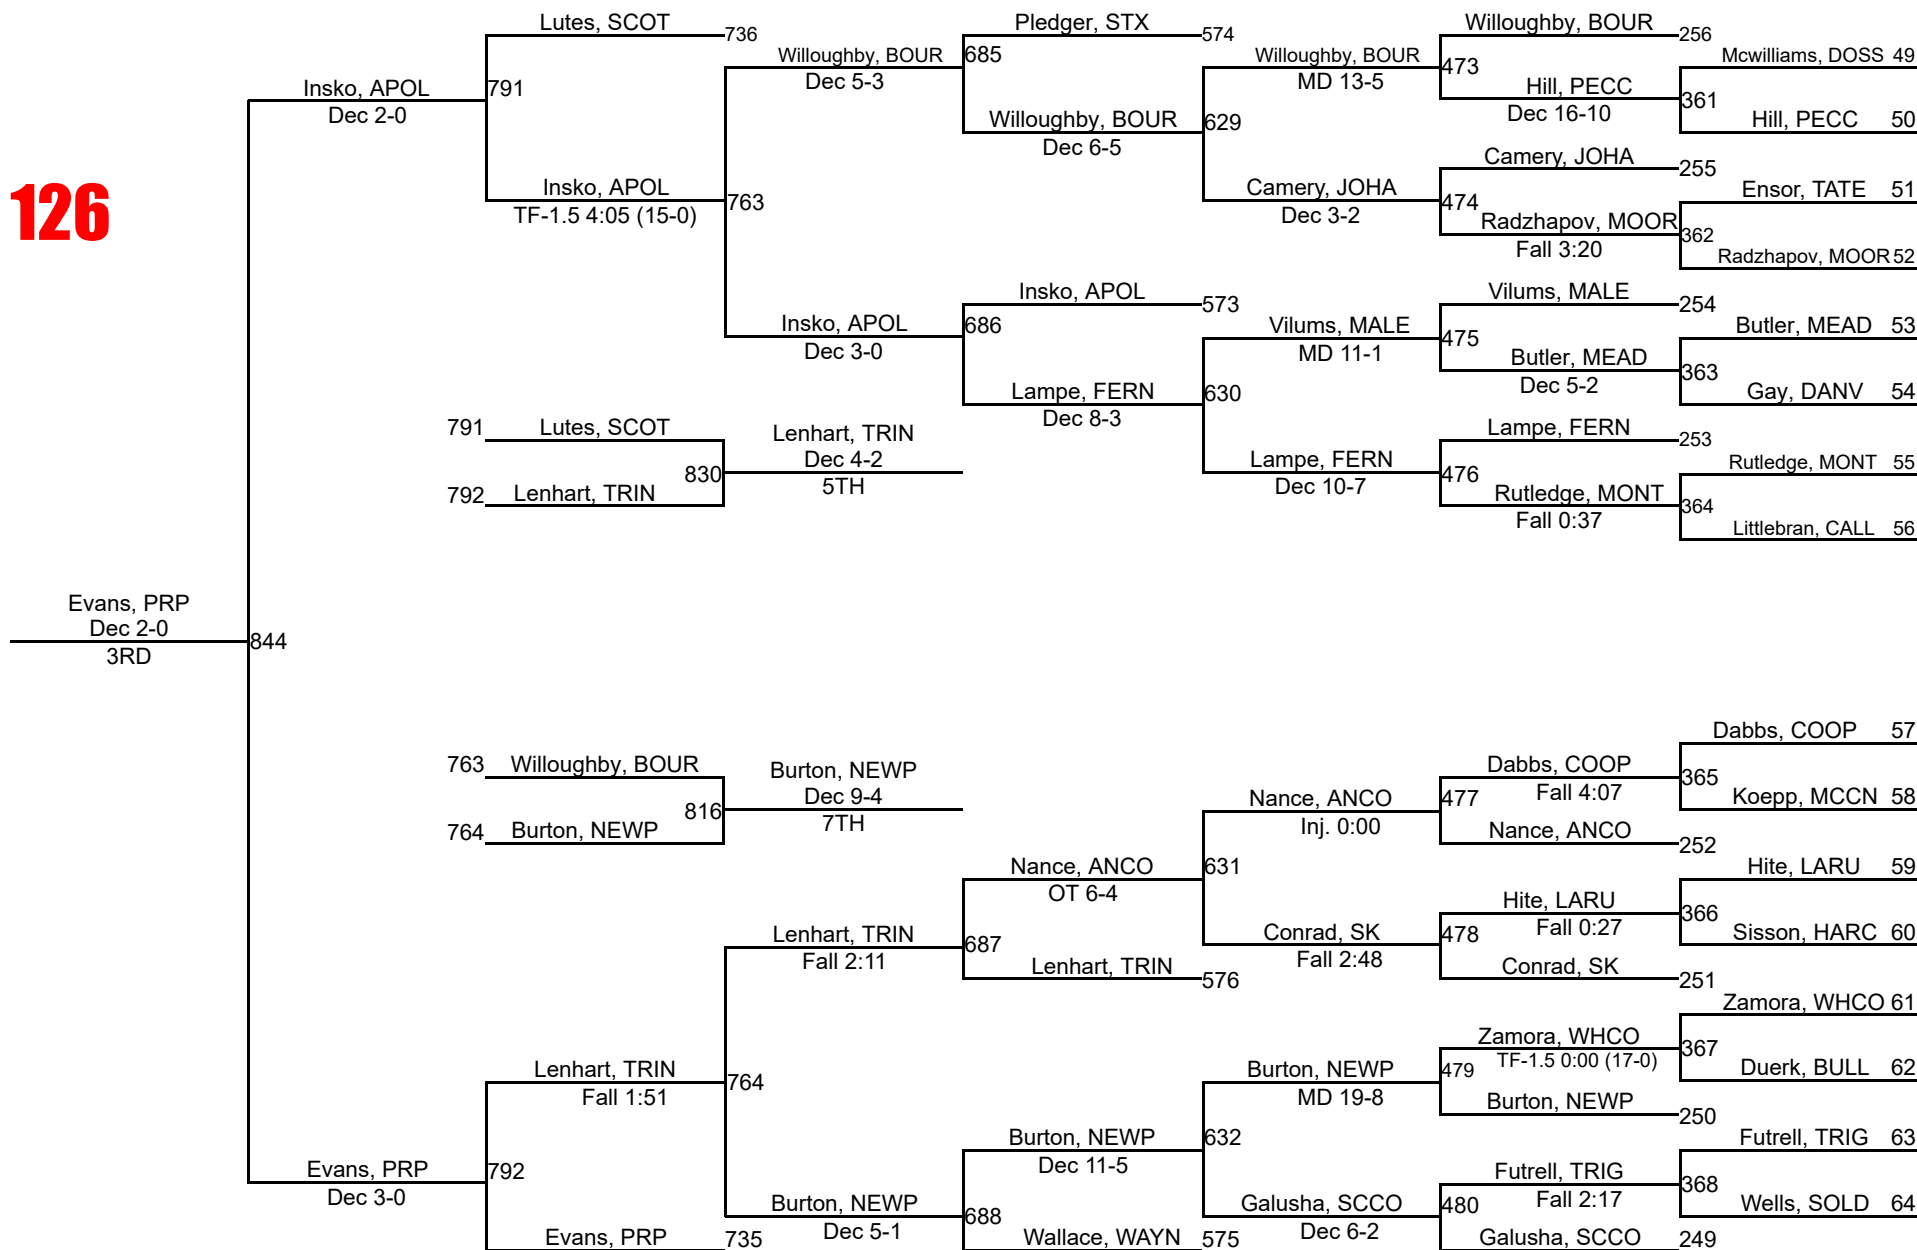 126
Lutes, SCOT
736
Insko, APOL
Dec 2-0
791
Insko, APOL
TF-1.5 4:05 (15-0)
Willoughby, BOUR
Dec 5-3
763
Insko, APOL
Dec 3-0
Pledger, STX
574
685
Willoughby, BOUR
Dec 6-5
Insko, APOL
573
686
Lampe, FERN
Dec 8-3
Willoughby, BOUR
MD 13-5
629
Camery, JOHA
Dec 3-2
Vilums, MALE
MD 11-1
630
Lampe, FERN
Dec 10-7
Willoughby, BOUR
256
473
Hill, PECC
Dec 16-10
Camery, JOHA
255
474
Radzhapov, MOOR
Fall 3:20
Vilums, MALE
254
475
Butler, MEAD
Dec 5-2
Lampe, FERN
253
476
Rutledge, MONT
Fall 0:37
Mcwilliams, DOSS 49
361
Hill, PECC 50
Ensor, TATE 51
362
Radzhapov, MOOR 52
Butler, MEAD 53
363
Gay, DANV 54
Rutledge, MONT 55
364
Littlebran, CALL 56
791 Lutes, SCOT
830
792 Lenhart, TRIN
Lenhart, TRIN
Dec 4-2
5TH
Evans, PRP
Dec 2-0
3RD
844
763 Willoughby, BOUR
816
764 Burton, NEWP
Burton, NEWP
Dec 9-4
7TH
Evans, PRP
Dec 3-0
Lenhart, TRIN
Fall 1:51
792
Evans, PRP
735
Lenhart, TRIN
Fall 2:11
764
Burton, NEWP
Dec 5-1
Nance, ANCO
OT 6-4
687
Lenhart, TRIN
576
Burton, NEWP
Dec 11-5
688
Wallace, WAYN
575
Nance, ANCO
Inj. 0:00
631
Conrad, SK
Fall 2:48
Burton, NEWP
MD 19-8
632
Galusha, SCCO
Dec 6-2
Dabbs, COOP
Fall 4:07
477
Nance, ANCO
252
Hite, LARU
Fall 0:27
478
Conrad, SK
251
Zamora, WHCO
TF-1.5 0:00 (17-0)
479
Burton, NEWP
250
Futrell, TRIG
Fall 2:17
480
Galusha, SCCO
249
Dabbs, COOP 57
365
Koepp, MCCN 58
Hite, LARU 59
366
Sisson, HARC 60
Zamora, WHCO 61
367
Duerk, BULL 62
Futrell, TRIG 63
368
Wells, SOLD 64